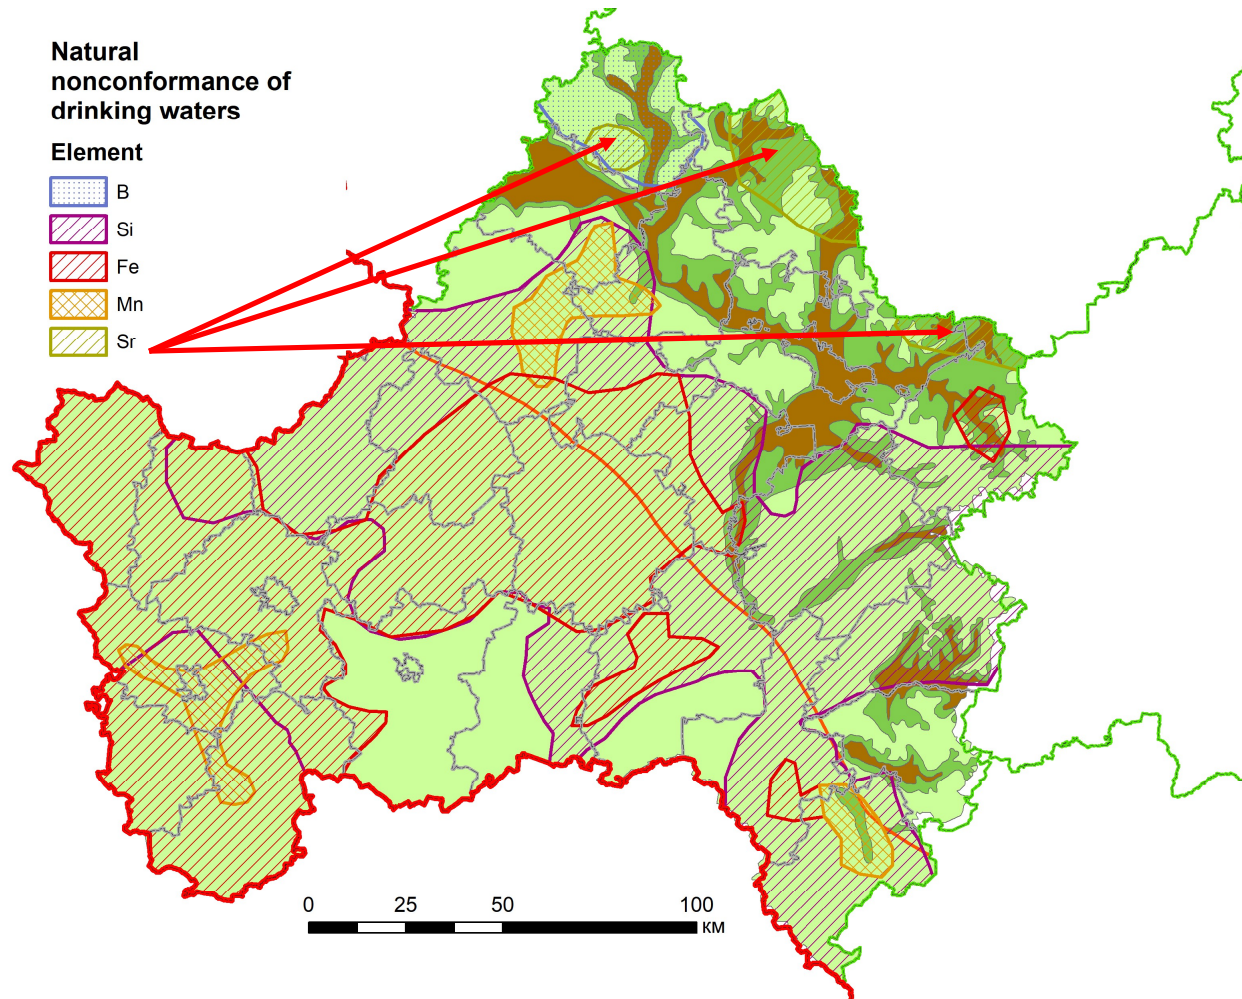 Natural
nonconformance of
drinking waters
Element
B
Si
Fe
Mn
Sr
0 25 50 100
КМ